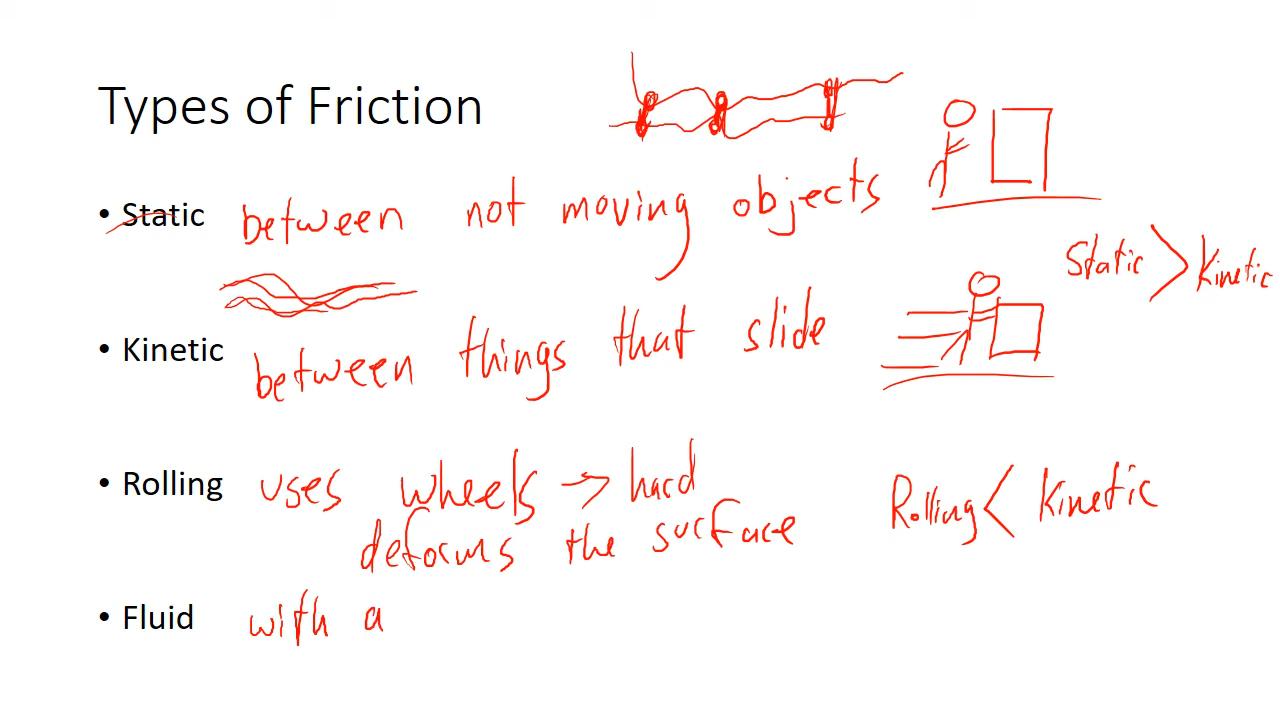 Types of Friction
• Static between not moving objects
Static > Kinetic
• Kinetic between things that slide
• Rolling uses wheels → hard
deforms the surface
Rolling < Kinetic
• Fluid with a